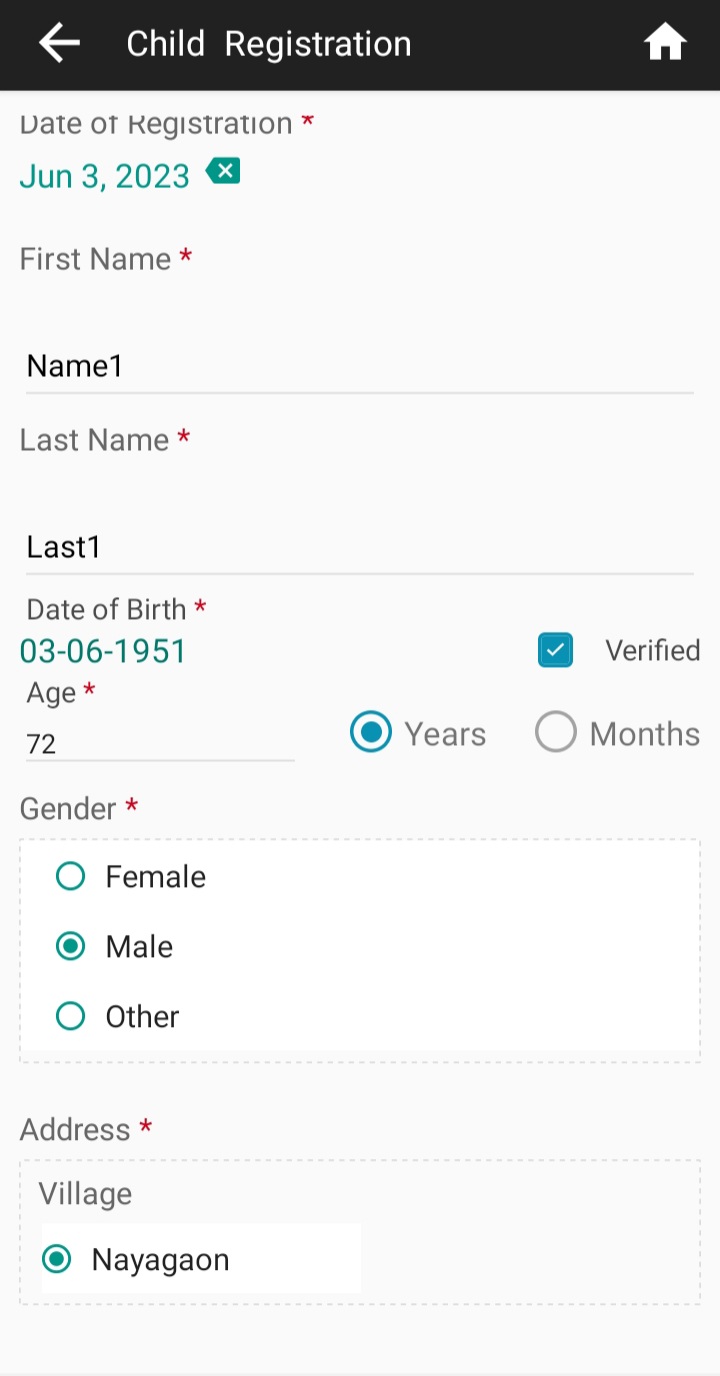 Child Registration
Date of Registration *
Jun 3, 2023
First Name *
Name1
Last Name *
Last1
Date of Birth *
03-06-1951 Verified
Age *
72 Years Months
Gender *
Female
Male
Other
Address *
Village
Nayagaon